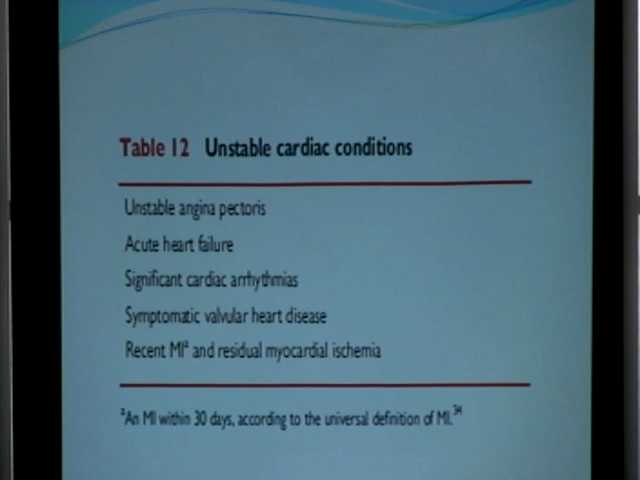 Table 12 Unstable cardiac conditions
Unstable angina pectoris
Acute heart failure
Significant cardiac arrhythmias
Symptomatic valvular heart disease
Recent MIª and residual myocardial ischemia
ªAn MI within 30 days, according to the universal definition of MI.³⁴